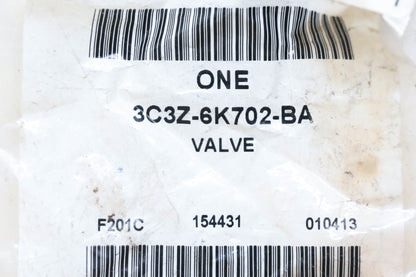 ONE
3C3Z-6K702-BA
VALVE
F201C 154431 010413